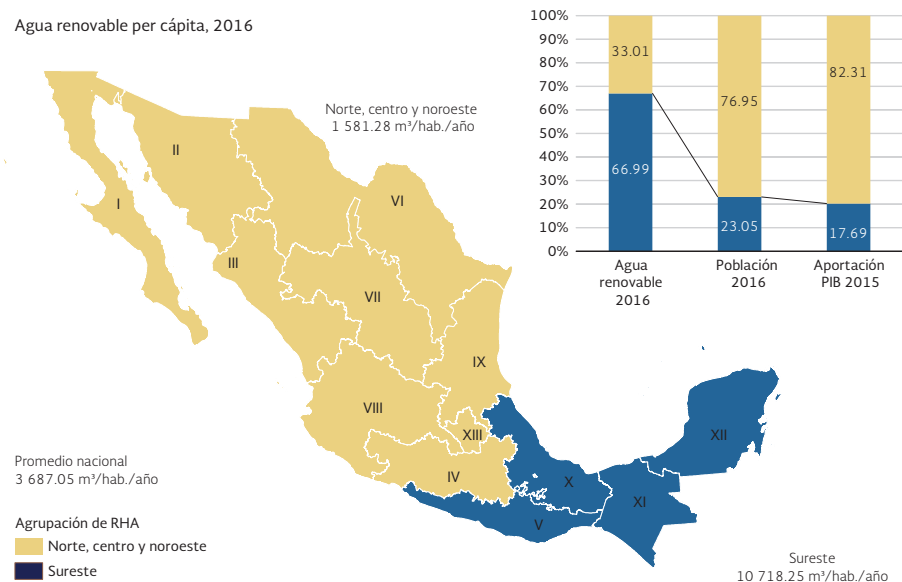 Agua renovable per cápita, 2016
Norte, centro y noroeste
1 581.28 m³/hab./año
I
II
III
VI
VII
VIII
IX
XIII
IV
X
V
XI
XII
Promedio nacional
3 687.05 m³/hab./año
Agrupación de RHA
Norte, centro y noroeste
Sureste
Sureste
10 718.25 m³/hab./año
100%
90%
80%
70%
60%
50%
40%
30%
20%
10%
0%
33.01
76.95
82.31
66.99
23.05
17.69
Agua
renovable
2016
Población
2016
Aportación
PIB 2015